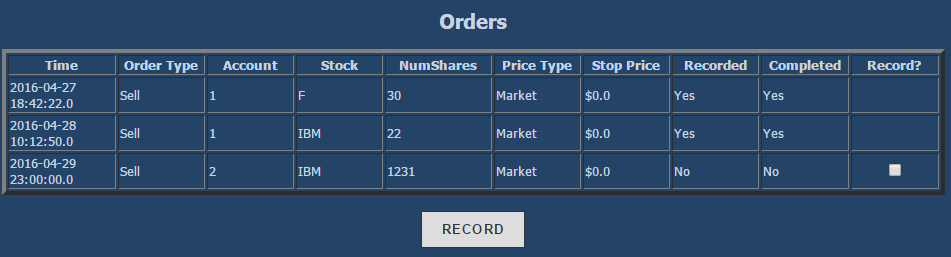 Orders
Time Order Type Account Stock NumShares Price Type Stop Price Recorded Completed Record?
2016-04-27
18:42:22.0 Sell 1 F 30 Market $0.0 Yes Yes
2016-04-28
10:12:50.0 Sell 1 IBM 22 Market $0.0 Yes Yes
2016-04-29
23:00:00.0 Sell 2 IBM 1231 Market $0.0 No No
RECORD